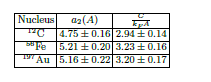 Nucleus a₂(A) C/k_F A
¹²C 4.75 ± 0.16 2.94 ± 0.14
⁵⁶Fe 5.21 ± 0.20 3.23 ± 0.16
¹⁹⁷Au 5.16 ± 0.22 3.20 ± 0.17